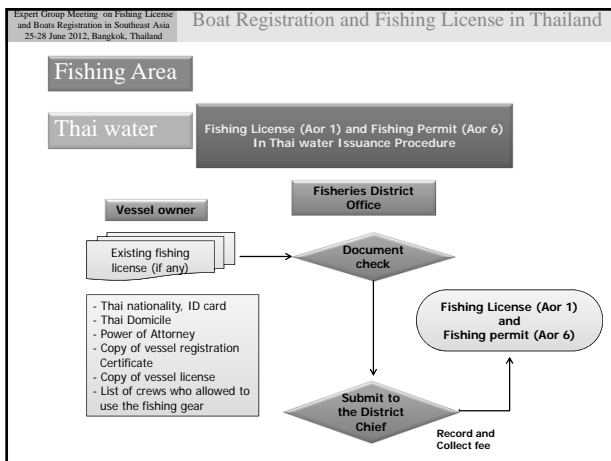 Expert Group Meeting on Fishing License
and Boats Registration in Southeast Asia
25-28 June 2012, Bangkok, Thailand
Boat Registration and Fishing License in Thailand
Fishing Area
Thai water
Fishing License (Aor 1) and Fishing Permit (Aor 6)
In Thai water Issuance Procedure
Vessel owner
Fisheries District
Office
Existing fishing
license (if any)
Document
check
- Thai nationality, ID card
- Thai Domicile
- Power of Attorney
- Copy of vessel registration
Certificate
- Copy of vessel license
- List of crews who allowed to
use the fishing gear
Fishing License (Aor 1)
and
Fishing permit (Aor 6)
Submit to
the District
Chief
Record and
Collect fee